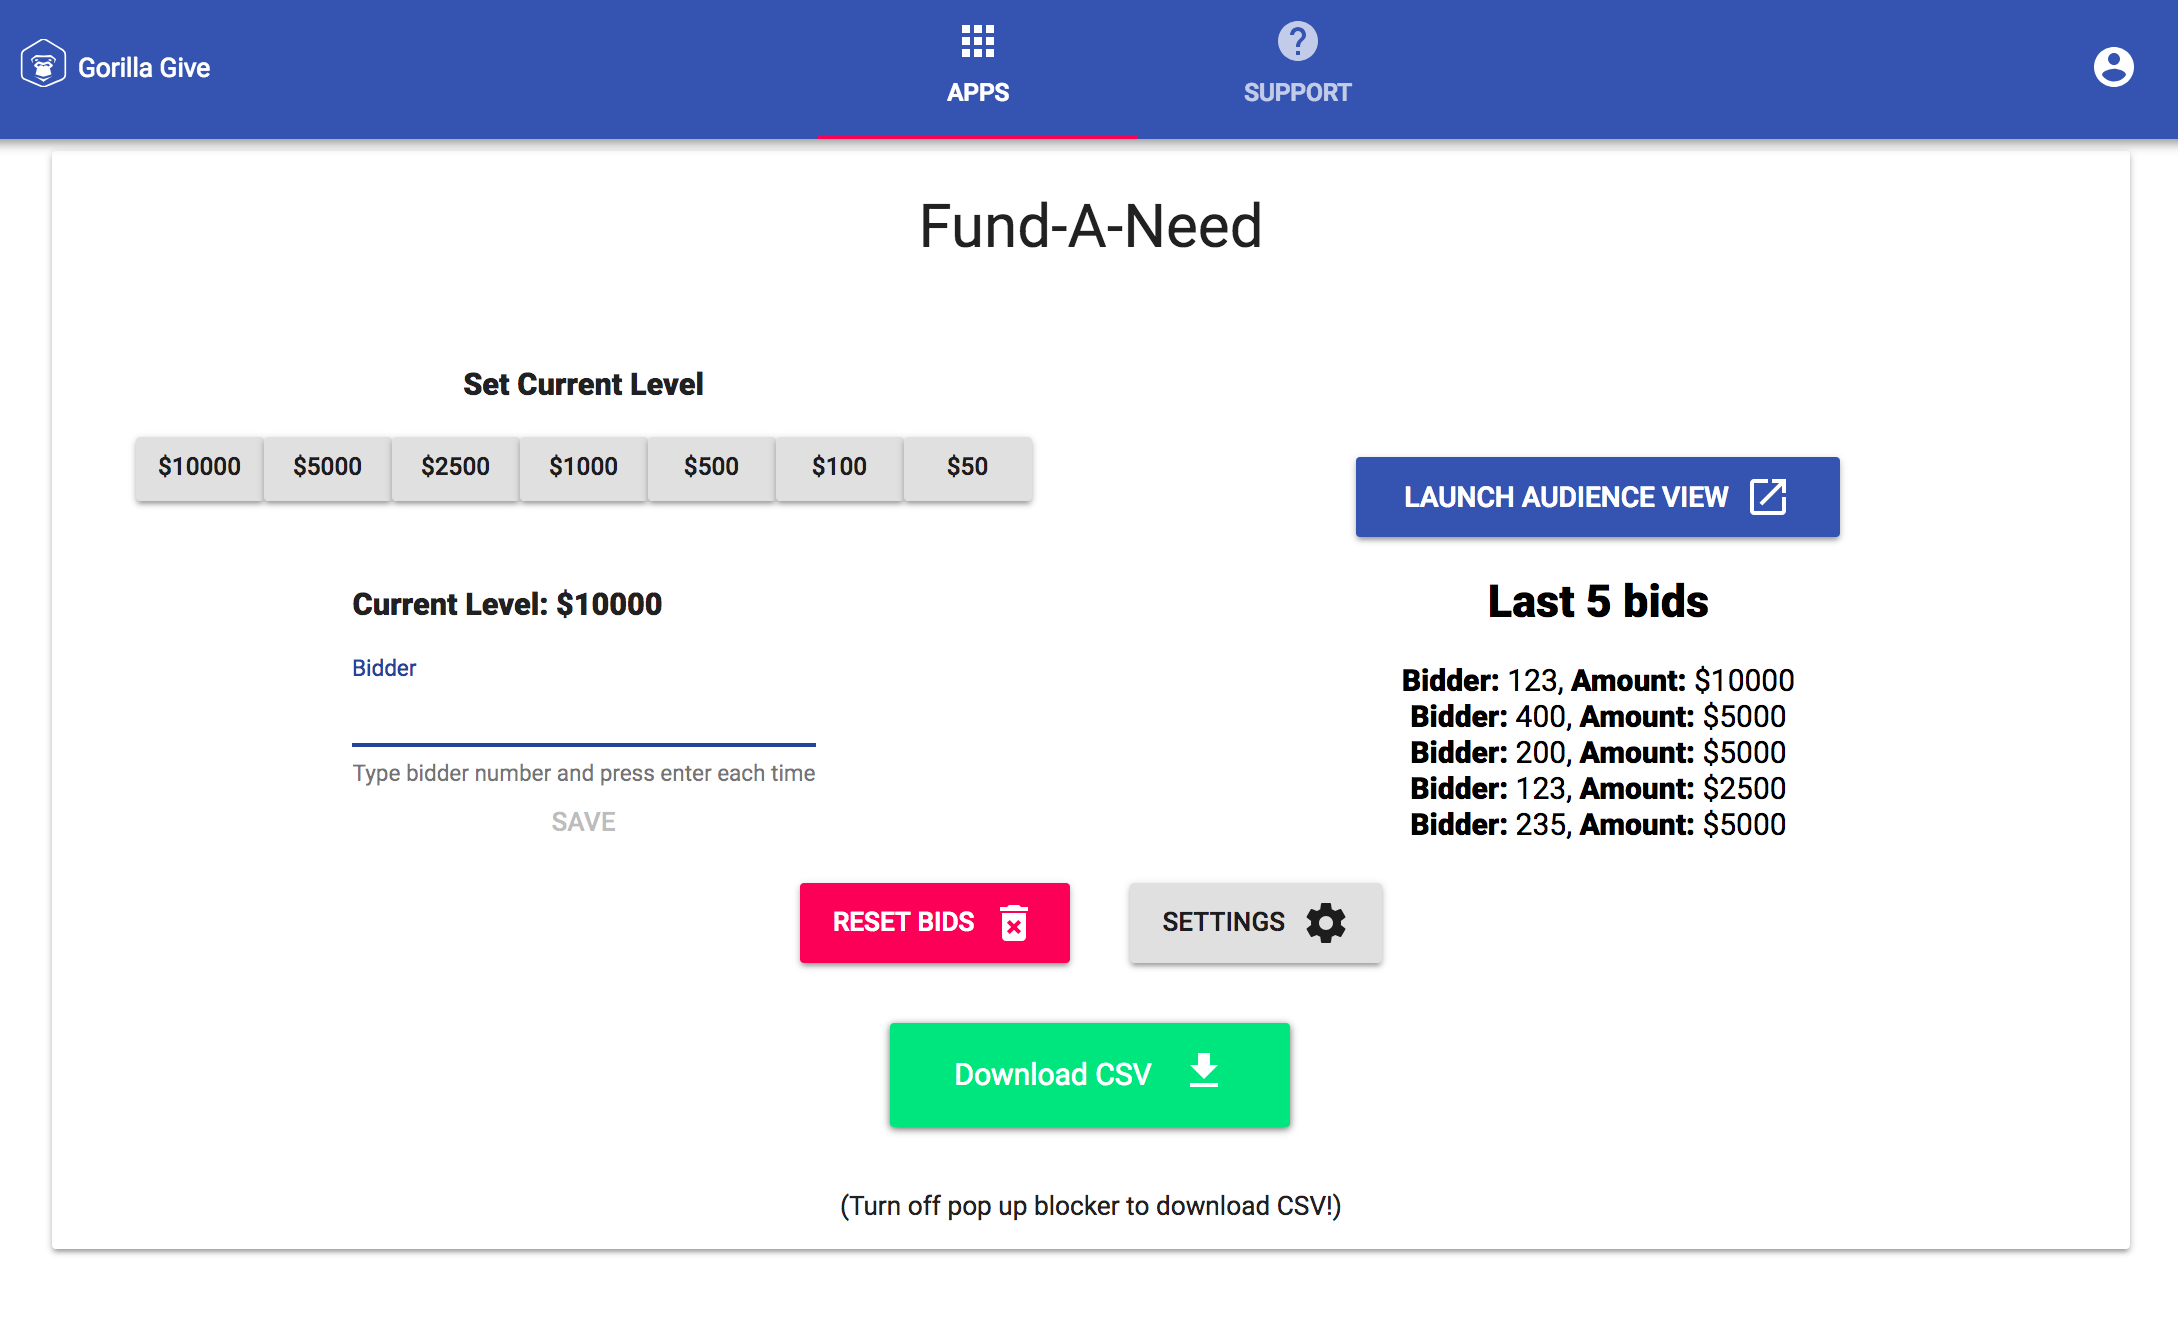 Gorilla Give
APPS
SUPPORT
Fund-A-Need
Set Current Level
$10000 $5000 $2500 $1000 $500 $100 $50
LAUNCH AUDIENCE VIEW
Current Level: $10000
Bidder
Type bidder number and press enter each time
SAVE
Last 5 bids
Bidder: 123, Amount: $10000
Bidder: 400, Amount: $5000
Bidder: 200, Amount: $5000
Bidder: 123, Amount: $2500
Bidder: 235, Amount: $5000
RESET BIDS
SETTINGS
Download CSV
(Turn off pop up blocker to download CSV!)